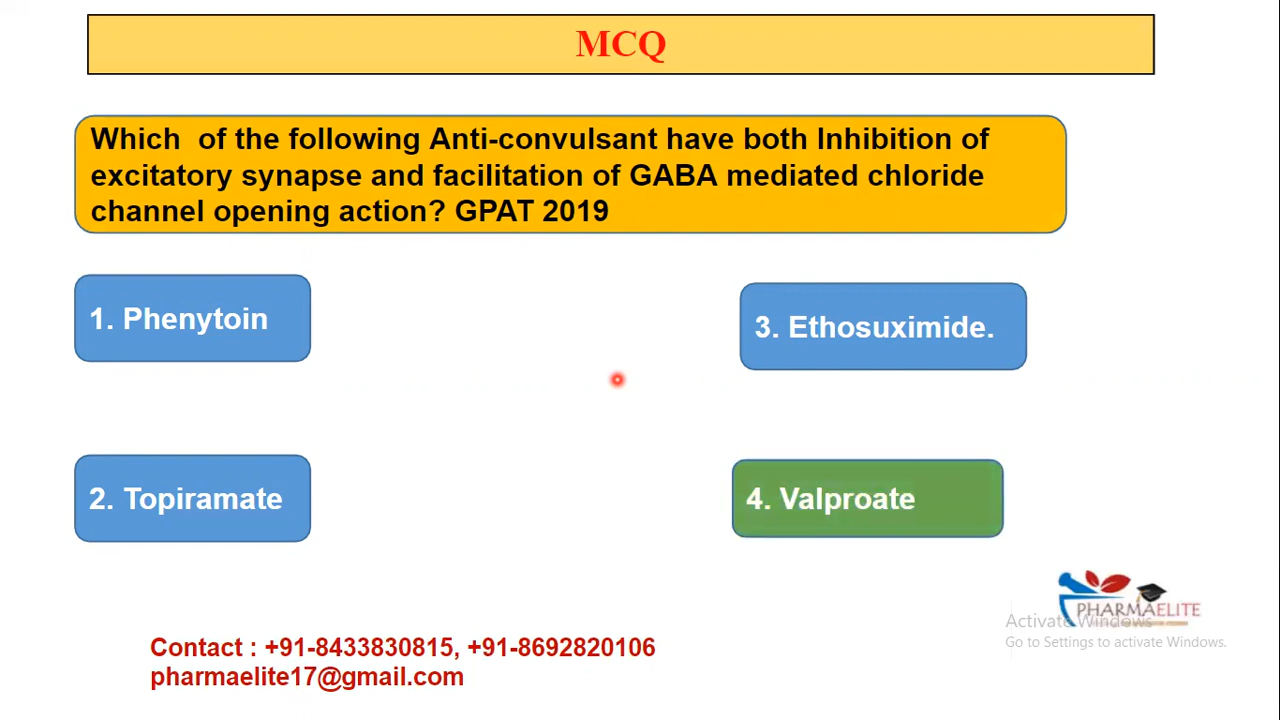 MCQ
Which of the following Anti-convulsant have both Inhibition of
excitatory synapse and facilitation of GABA mediated chloride
channel opening action? GPAT 2019
1. Phenytoin
3. Ethosuximide.
2. Topiramate
4. Valproate
PHARMAELITE
Activate Windows
Go to Settings to activate Windows.
Contact : +91-8433830815, +91-8692820106
pharmaelite17@gmail.com